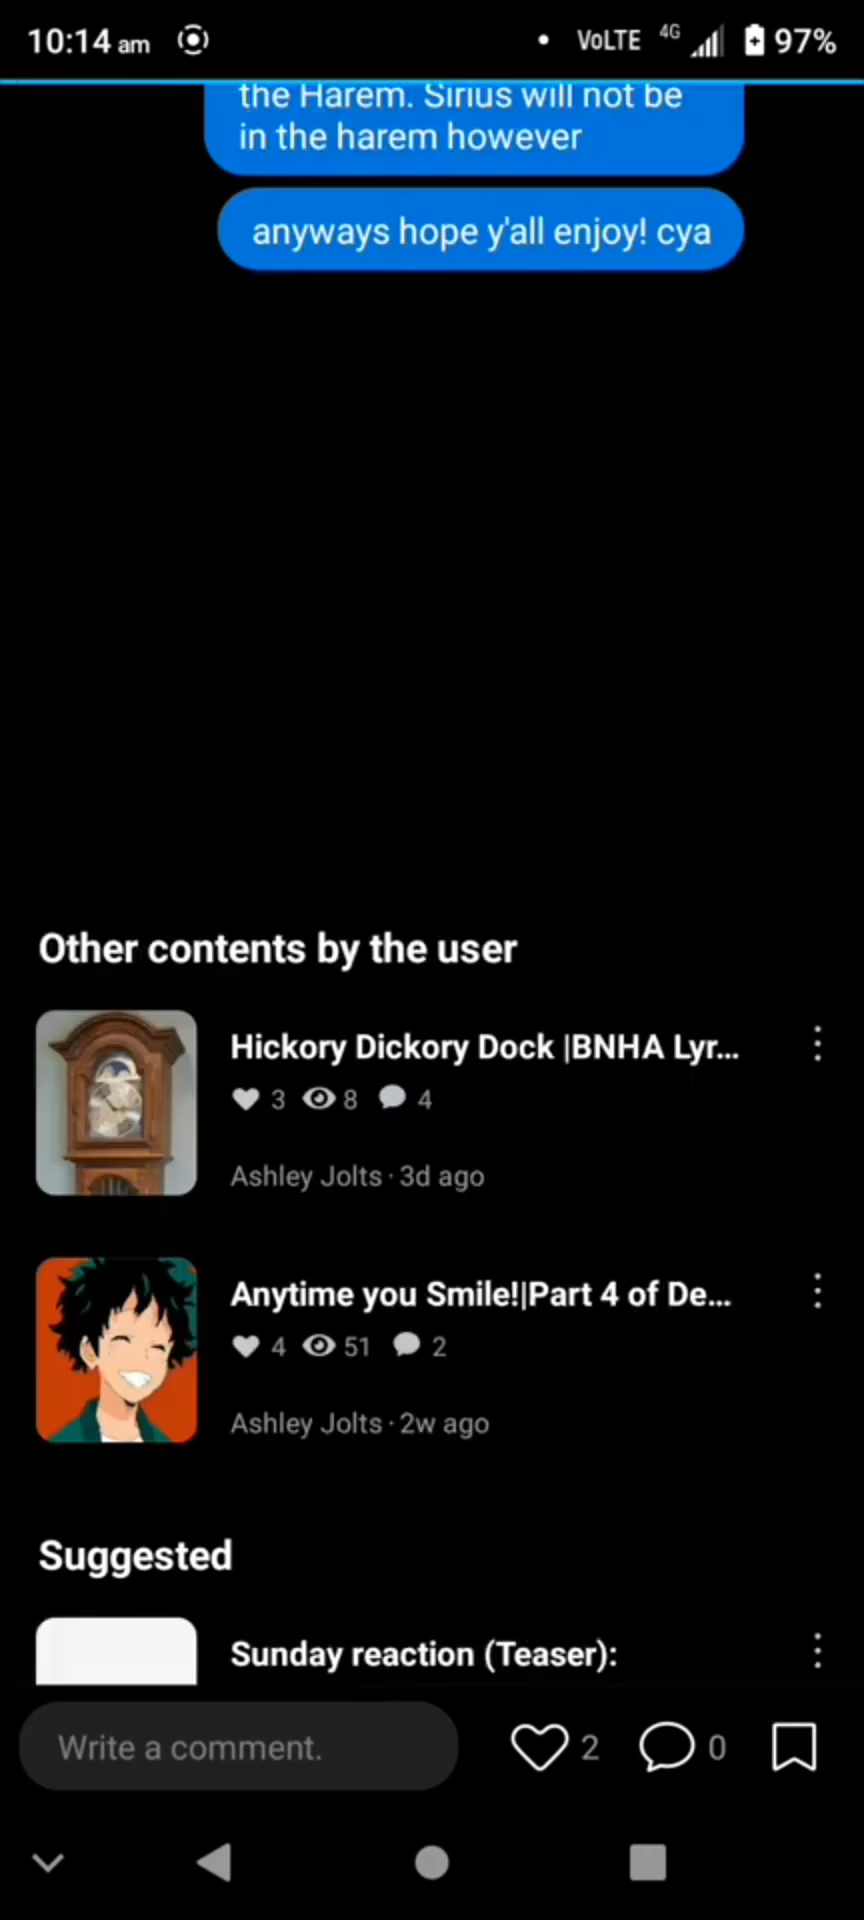 10:14 am
VoLTE 4G 97%
the Harem. Sirius will not be
in the harem however
anyways hope y'all enjoy! cya
Other contents by the user
Hickory Dickory Dock |BNHA Lyr...
3 8 4
Ashley Jolts · 3d ago
Anytime you Smile!|Part 4 of De...
4 51 2
Ashley Jolts · 2w ago
Suggested
Sunday reaction (Teaser):
Write a comment. 2 0